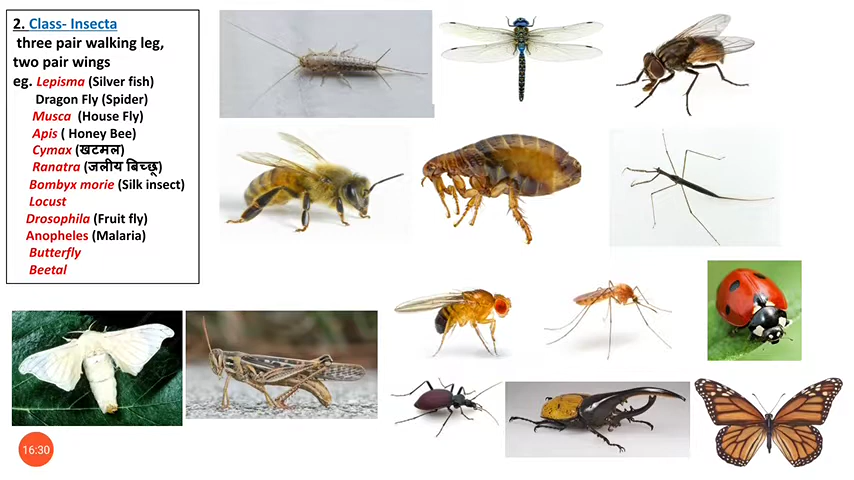 2. Class- Insecta
three pair walking leg,
two pair wings
eg. Lepisma (Silver fish)
Dragon Fly (Spider)
Musca (House Fly)
Apis ( Honey Bee)
Cymax (खटमल)
Ranatra (जलीय बिच्छू)
Bombyx morie (Silk insect)
Locust
Drosophila (Fruit fly)
Anopheles (Malaria)
Butterfly
Beetal
16:30